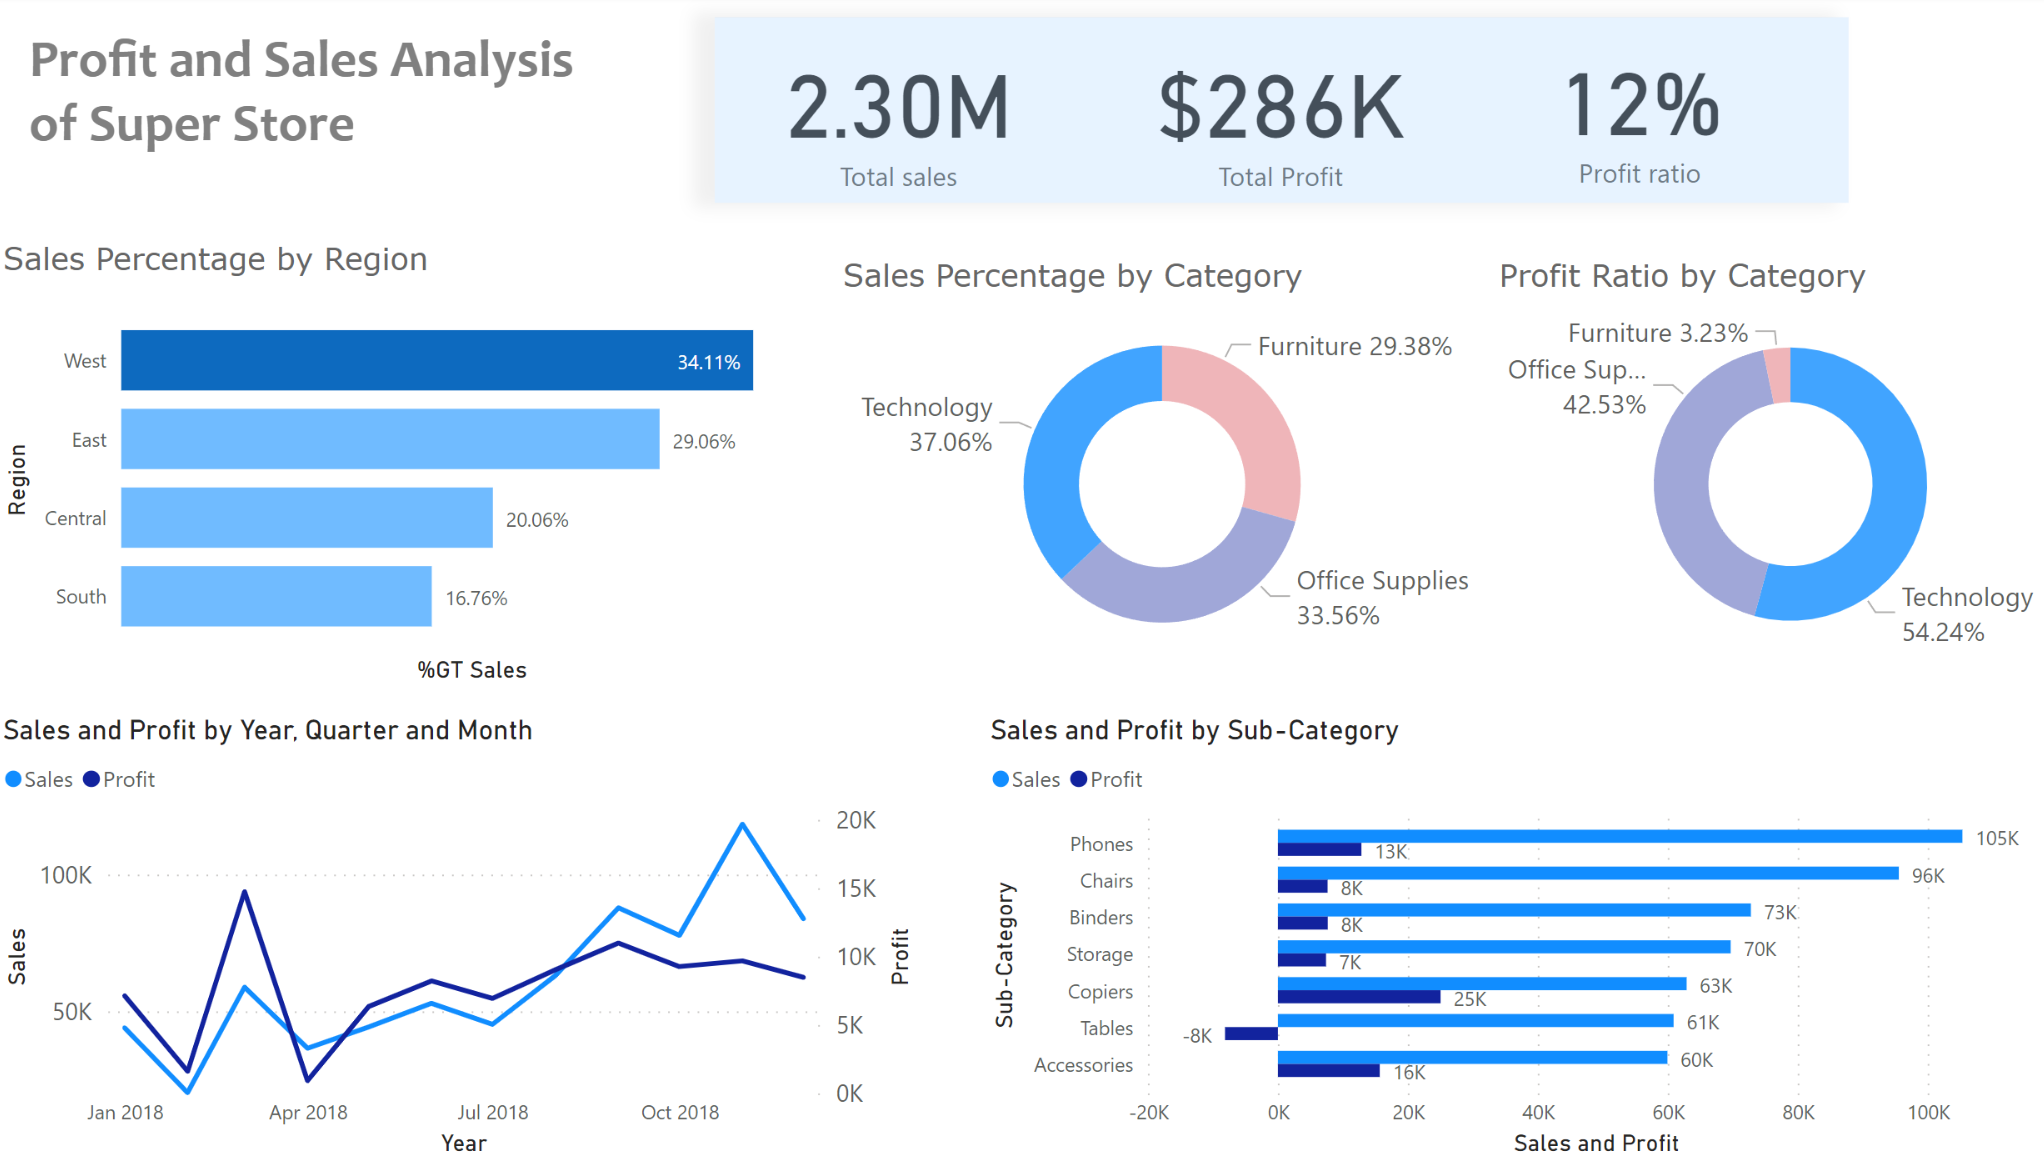 Profit and Sales Analysis
of Super Store
2.30M
Total sales
$286K
Total Profit
12%
Profit ratio
Sales Percentage by Region
Region
West
34.11%
East
29.06%
Central
20.06%
South
16.76%
%GT Sales
Sales Percentage by Category
Furniture 29.38%
Technology
37.06%
Office Supplies
33.56%
Profit Ratio by Category
Furniture 3.23%
Office Sup...
42.53%
Technology
54.24%
Sales and Profit by Year, Quarter and Month
Sales
Profit
Sales
100K
50K
20K
15K
10K
5K
0K
Profit
Jan 2018
Apr 2018
Jul 2018
Oct 2018
Year
Sales and Profit by Sub-Category
Sales
Profit
Sub-Category
Phones
105K
13K
Chairs
96K
8K
Binders
73K
8K
Storage
70K
7K
Copiers
63K
25K
Tables
61K
-8K
Accessories
60K
16K
-20K
0K
20K
40K
60K
80K
100K
Sales and Profit